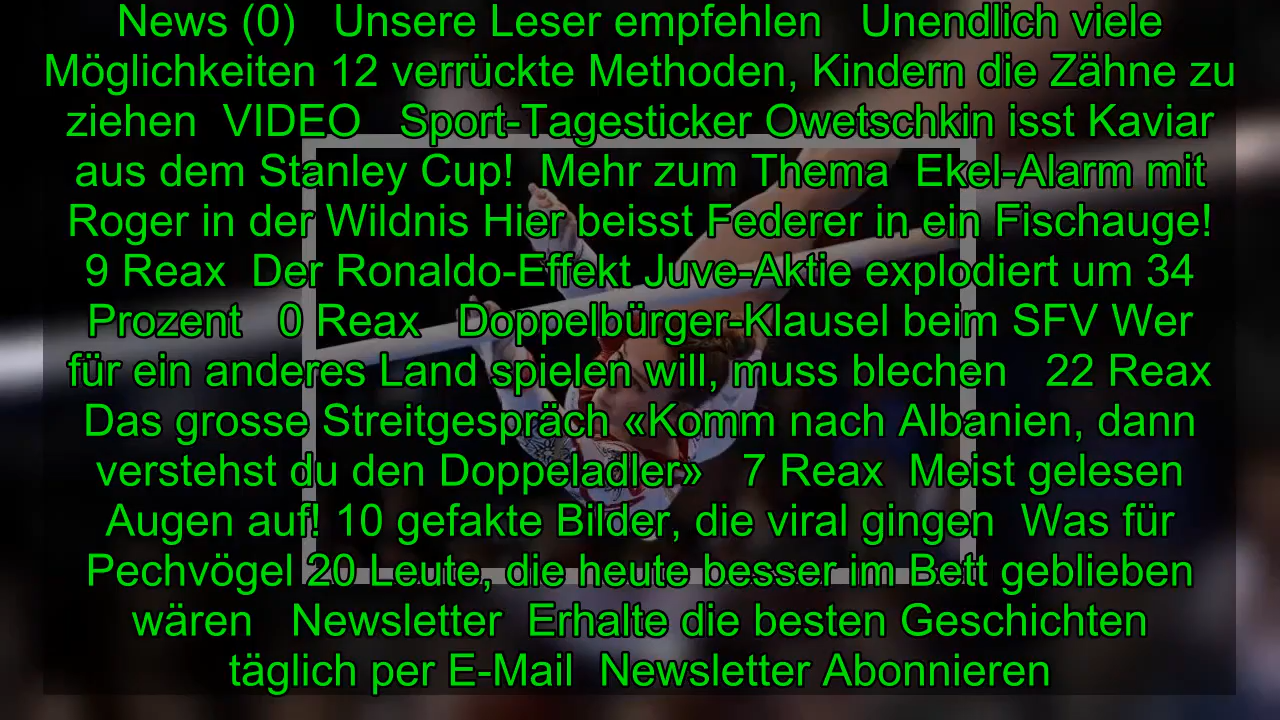 News (0) Unsere Leser empfehlen Unendlich viele
Möglichkeiten 12 verrückte Methoden, Kindern die Zähne zu
ziehen VIDEO Sport-Tagesticker Owetschkin isst Kaviar
aus dem Stanley Cup! Mehr zum Thema Ekel-Alarm mit
Roger in der Wildnis Hier beisst Federer in ein Fischauge!
9 Reax Der Ronaldo-Effekt Juve-Aktie explodiert um 34
Prozent 0 Reax Doppelbürger-Klausel beim SFV Wer
für ein anderes Land spielen will, muss blechen 22 Reax
Das grosse Streitgespräch «Komm nach Albanien, dann
verstehst du den Doppeladler» 7 Reax Meist gelesen
Augen auf! 10 gefakte Bilder, die viral gingen Was für
Pechvögel 20 Leute, die heute besser im Bett geblieben
wären Newsletter Erhalte die besten Geschichten
täglich per E-Mail Newsletter Abonnieren